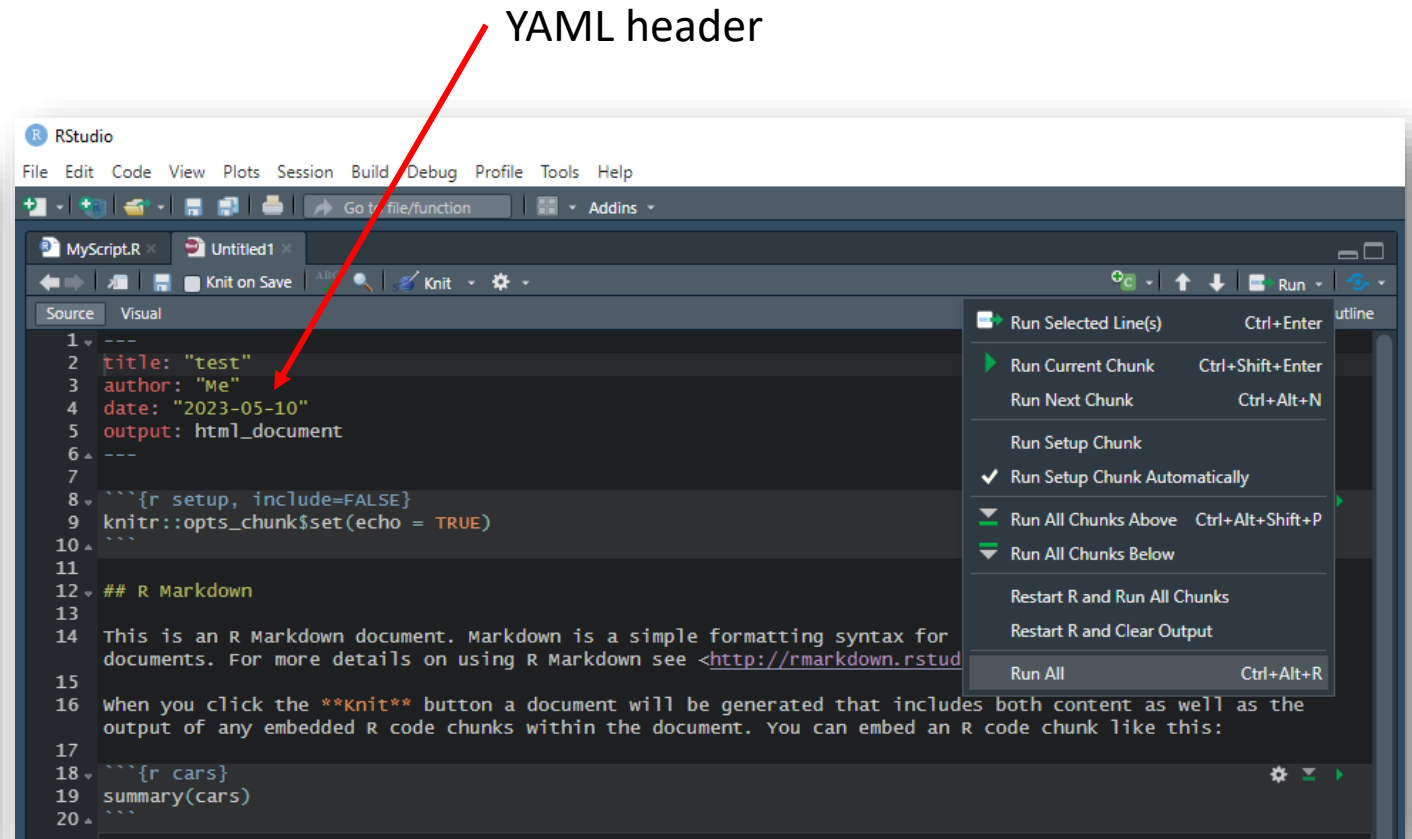 YAML header
RStudio
File Edit Code View Plots Session Build Debug Profile Tools Help
Go to file/function Addins
MyScript.R Untitled1
Knit on Save ABC Knit Run
Source Visual utline
1 ---
2 title: "test"
3 author: "Me"
4 date: "2023-05-10"
5 output: html_document
6 ---
7
8 ```{r setup, include=FALSE}
9 knitr::opts_chunk$set(echo = TRUE)
10 ```
11
12 ## R Markdown
13
14 This is an R Markdown document. Markdown is a simple formatting syntax for
documents. For more details on using R Markdown see <http://rmarkdown.rstud
15
16 When you click the **Knit** button a document will be generated that includes both content as well as the
output of any embedded R code chunks within the document. You can embed an R code chunk like this:
17
18 ```{r cars}
19 summary(cars)
20 ```
Run Selected Line(s) Ctrl+Enter
Run Current Chunk Ctrl+Shift+Enter
Run Next Chunk Ctrl+Alt+N
Run Setup Chunk
Run Setup Chunk Automatically
Run All Chunks Above Ctrl+Alt+Shift+P
Run All Chunks Below
Restart R and Run All Chunks
Restart R and Clear Output
Run All Ctrl+Alt+R